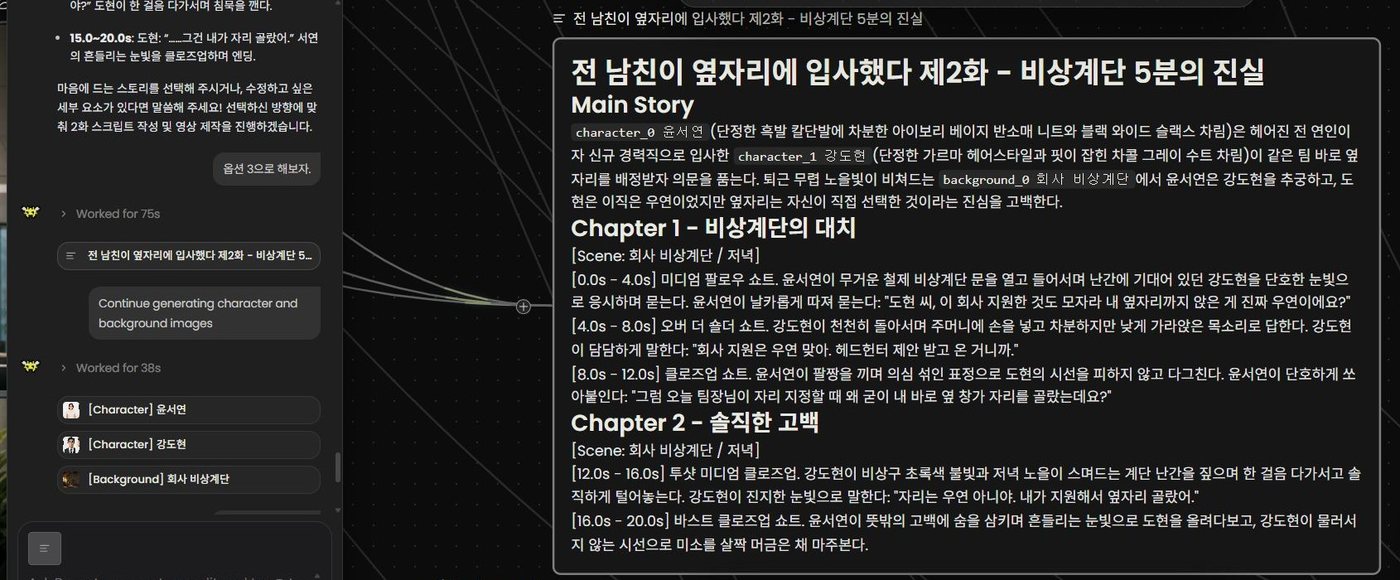 야?” 도현이 한 걸음 다가서며 침묵을 깬다.
15.0~20.0s: 도현: “……그건 내가 자리 골랐어.” 서연
의 흔들리는 눈빛을 클로즈업하며 엔딩.
마음에 드는 스토리를 선택해 주시거나, 수정하고 싶은
세부 요소가 있다면 말씀해 주세요! 선택하신 방향에 맞
춰 2화 스크립트 작성 및 영상 제작을 진행하겠습니다.
옵션 3으로 해보자.
Worked for 75s
전 남친이 옆자리에 입사했다 제2화 - 비상계단 5...
Continue generating character and
background images
Worked for 38s
[Character] 윤서연
[Character] 강도현
[Background] 회사 비상계단
전 남친이 옆자리에 입사했다 제2화 - 비상계단 5분의 진실
전 남친이 옆자리에 입사했다 제2화 - 비상계단 5분의 진실
Main Story
character_0 윤서연 (단정한 흑발 칼단발에 차분한 아이보리 베이지 반소매 니트와 블랙 와이드 슬랙스 차림)은 헤어진 전 연인이
자 신규 경력직으로 입사한 character_1 강도현 (단정한 가르마 헤어스타일과 핏이 잡힌 차콜 그레이 수트 차림)이 같은 팀 바로 옆
자리를 배정받자 의문을 품는다. 퇴근 무렵 노을빛이 비쳐드는 background_0 회사 비상계단 에서 윤서연은 강도현을 추궁하고, 도
현은 이직은 우연이었지만 옆자리는 자신이 직접 선택한 것이라는 진심을 고백한다.
Chapter 1 - 비상계단의 대치
[Scene: 회사 비상계단 / 저녁]
[0.0s - 4.0s] 미디엄 팔로우 쇼트. 윤서연이 무거운 철제 비상계단 문을 열고 들어서며 난간에 기대어 있던 강도현을 단호한 눈빛으
로 응시하며 묻는다. 윤서연이 날카롭게 따져 묻는다: "도현 씨, 이 회사 지원한 것도 모자라 내 옆자리까지 앉은 게 진짜 우연이에요?"
[4.0s - 8.0s] 오버 더 숄더 쇼트. 강도현이 천천히 돌아서며 주머니에 손을 넣고 차분하지만 낮게 가라앉은 목소리로 답한다. 강도현
이 담담하게 말한다: "회사 지원은 우연 맞아. 헤드헌터 제안 받고 온 거니까."
[8.0s - 12.0s] 클로즈업 쇼트. 윤서연이 팔짱을 끼며 의심 섞인 표정으로 도현의 시선을 피하지 않고 다그친다. 윤서연이 단호하게 쏘
아붙인다: "그럼 오늘 팀장님이 자리 지정할 때 왜 굳이 내 바로 옆 창가 자리를 골랐는데요?"
Chapter 2 - 솔직한 고백
[Scene: 회사 비상계단 / 저녁]
[12.0s - 16.0s] 투샷 미디엄 클로즈업. 강도현이 비상구 초록색 불빛과 저녁 노을이 스며드는 계단 난간을 짚으며 한 걸음 다가서고 솔
직하게 털어놓는다. 강도현이 진지한 눈빛으로 말한다: "자리는 우연 아니야. 내가 지원해서 옆자리 골랐어."
[16.0s - 20.0s] 바스트 클로즈업 쇼트. 윤서연이 뜻밖의 고백에 숨을 삼키며 흔들리는 눈빛으로 도현을 올려다보고, 강도현이 물러서
지 않는 시선으로 미소를 살짝 머금은 채 마주본다.